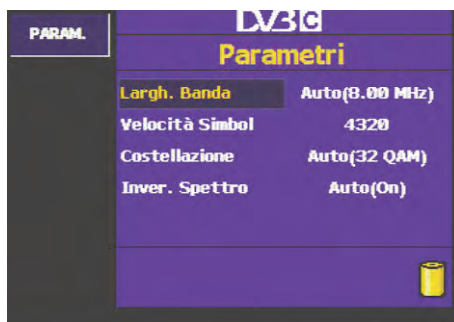 PARAM.
DVB C
Parametri
Largh. Banda Auto(8.00 MHz)
Velocità Simbol 4320
Costellazione Auto(32 QAM)
Inver. Spettro Auto(On)